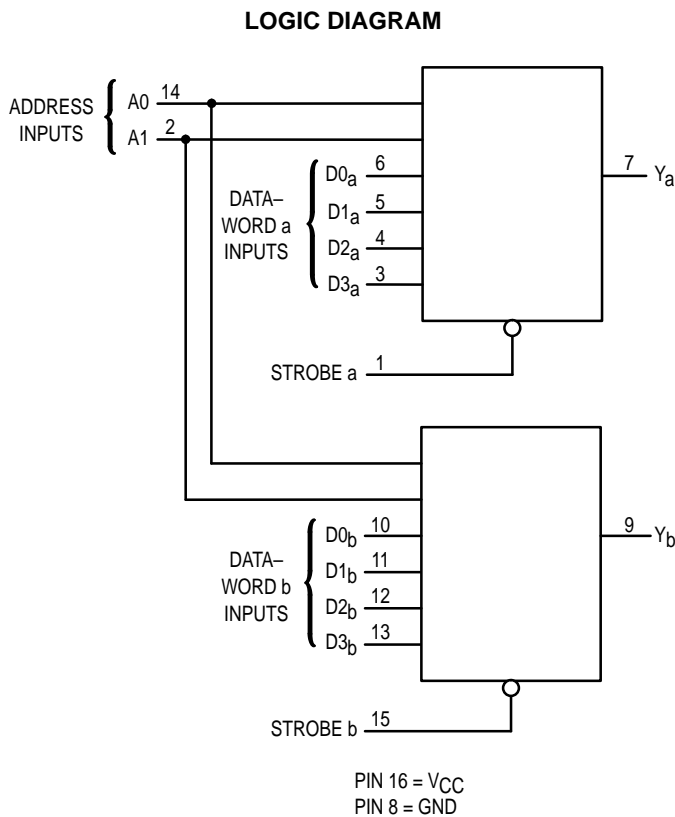 LOGIC DIAGRAM
ADDRESS
INPUTS
A0 14
A1 2
DATA–
WORD a
INPUTS
D0a 6
D1a 5
D2a 4
D3a 3
7 Ya
STROBE a 1
DATA–
WORD b
INPUTS
D0b 10
D1b 11
D2b 12
D3b 13
9 Yb
STROBE b 15
PIN 16 = VCC
PIN 8 = GND